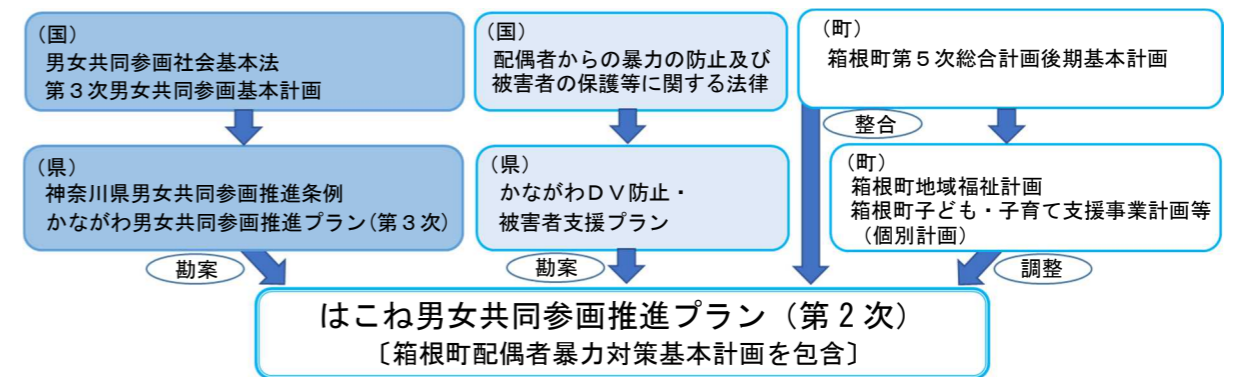 (国)
男女共同参画社会基本法
第3次男女共同参画基本計画
(国)
配偶者からの暴力の防止及び
被害者の保護等に関する法律
(町)
箱根町第5次総合計画後期基本計画
整合
(県)
神奈川県男女共同参画推進条例
かながわ男女共同参画推進プラン(第3次)
(県)
かながわDV防止・
被害者支援プラン
(町)
箱根町地域福祉計画
箱根町子ども・子育て支援事業計画等
(個別計画)
勘案
勘案
調整
はこね男女共同参画推進プラン(第2次)
〔箱根町配偶者暴力対策基本計画を包含〕